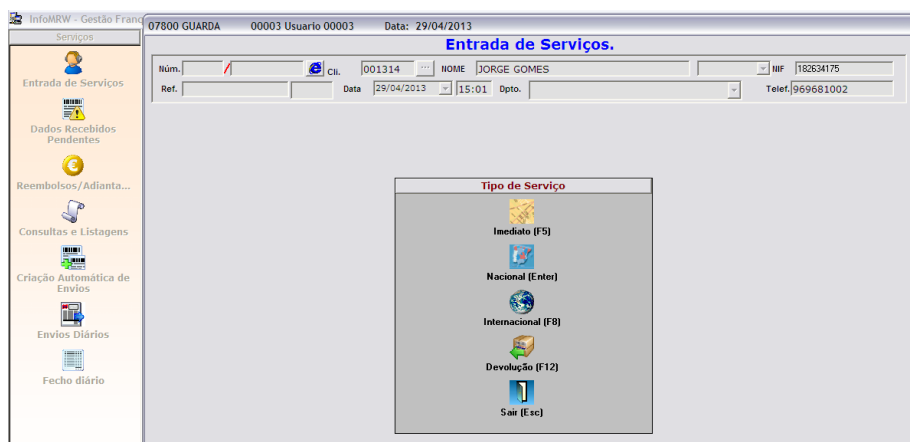 InfoMRW - Gestão Franc
07800 GUARDA 00003 Usuario 00003 Data: 29/04/2013
Serviços
Entrada de Serviços
Dados Recebidos
Pendentes
Reembolsos/Adianta...
Consultas e Listagens
Criação Automática de
Envios
Envios Diários
Fecho diário
Entrada de Serviços.
Núm. / Cli. 001314 ... NOME JORGE GOMES NIF 182634175
Ref. Data 29/04/2013 15:01 Dpto. Telef. 969681002
Tipo de Serviço
Imediato (F5)
Nacional (Enter)
Internacional (F8)
Devolução (F12)
Sair (Esc)